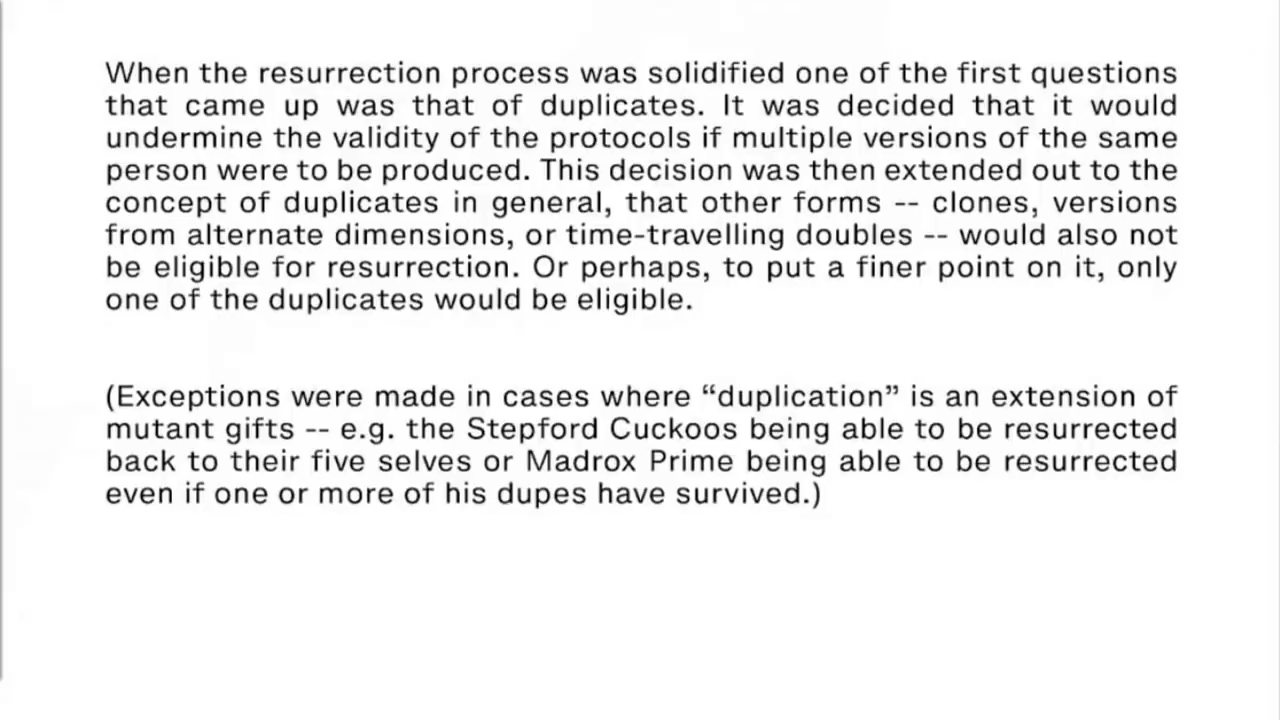 When the resurrection process was solidified one of the first questions
that came up was that of duplicates. It was decided that it would
undermine the validity of the protocols if multiple versions of the same
person were to be produced. This decision was then extended out to the
concept of duplicates in general, that other forms -- clones, versions
from alternate dimensions, or time-travelling doubles -- would also not
be eligible for resurrection. Or perhaps, to put a finer point on it, only
one of the duplicates would be eligible.
(Exceptions were made in cases where “duplication” is an extension of
mutant gifts -- e.g. the Stepford Cuckoos being able to be resurrected
back to their five selves or Madrox Prime being able to be resurrected
even if one or more of his dupes have survived.)